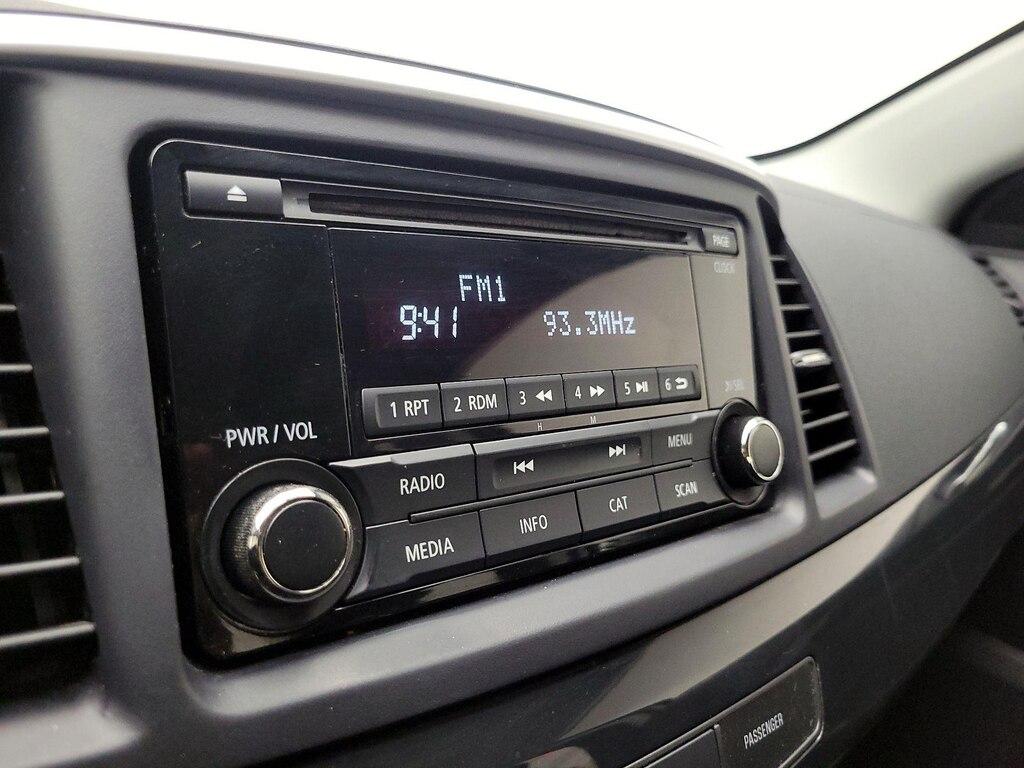 PAGE
CLOCK
FM1
9:41 93.3MHz
1 RPT 2 RDM 3 4 5 6
H M
PWR / VOL
RADIO MENU
MEDIA INFO CAT SCAN
PASSENGER